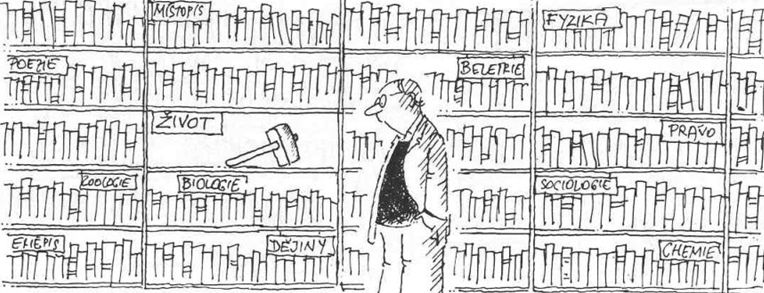 MÍSTOPIS
FYZIKA
POEZIE
BELETRIE
ŽIVOT
PRÁVO
ZOOLOGIE
BIOLOGIE
SOCIOLOGIE
DĚJINY
CHEMIE